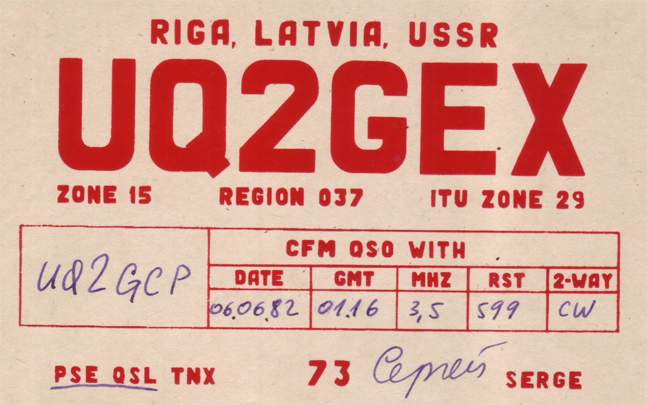 RIGA, LATVIA, USSR
UQ2GEX
ZONE 15 REGION 037 ITU ZONE 29
CFM QSO WITH
UQ2GCP
DATE GMT MHZ RST 2-WAY
06.06.82 01.16 3,5 599 CW
PSE QSL TNX 73 Сергей SERGE